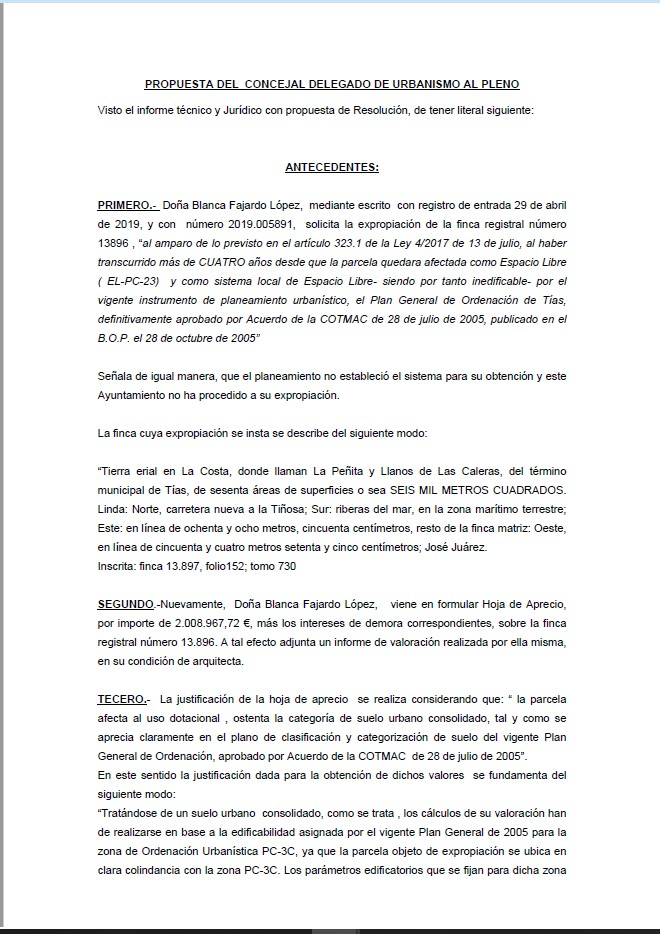 PROPUESTA DEL CONCEJAL DELEGADO DE URBANISMO AL PLENO
Visto el informe técnico y Jurídico con propuesta de Resolución, de tener literal siguiente:
ANTECEDENTES:
PRIMERO.- Doña Blanca Fajardo López, mediante escrito con registro de entrada 29 de abril
de 2019, y con número 2019.005891, solicita la expropiación de la finca registral número
13896 , “al amparo de lo previsto en el artículo 323.1 de la Ley 4/2017 de 13 de julio, al haber
transcurrido más de CUATRO años desde que la parcela quedara afectada como Espacio Libre
( EL-PC-23) y como sistema local de Espacio Libre- siendo por tanto inedificable- por el
vigente instrumento de planeamiento urbanístico, el Plan General de Ordenación de Tías,
definitivamente aprobado por Acuerdo de la COTMAC de 28 de julio de 2005, publicado en el
B.O.P. el 28 de octubre de 2005”
Señala de igual manera, que el planeamiento no estableció el sistema para su obtención y este
Ayuntamiento no ha procedido a su expropiación.
La finca cuya expropiación se insta se describe del siguiente modo:
“Tierra erial en La Costa, donde llaman La Peñita y Llanos de Las Caleras, del término
municipal de Tías, de sesenta áreas de superficies o sea SEIS MIL METROS CUADRADOS.
Linda: Norte, carretera nueva a la Tiñosa; Sur: riberas del mar, en la zona marítimo terrestre;
Este: en línea de ochenta y ocho metros, cincuenta centímetros, resto de la finca matriz: Oeste,
en línea de cincuenta y cuatro metros setenta y cinco centímetros; José Juárez.
Inscrita: finca 13.897, folio152; tomo 730
SEGUNDO.-Nuevamente, Doña Blanca Fajardo López, viene en formular Hoja de Aprecio,
por importe de 2.008.967,72 €, más los intereses de demora correspondientes, sobre la finca
registral número 13.896. A tal efecto adjunta un informe de valoración realizada por ella misma,
en su condición de arquitecta.
TECERO.- La justificación de la hoja de aprecio se realiza considerando que: “ la parcela
afecta al uso dotacional , ostenta la categoría de suelo urbano consolidado, tal y como se
aprecia claramente en el plano de clasificación y categorización de suelo del vigente Plan
General de Ordenación, aprobado por Acuerdo de la COTMAC de 28 de julio de 2005”.
En este sentido la justificación dada para la obtención de dichos valores se fundamenta del
siguiente modo:
“Tratándose de un suelo urbano consolidado, como se trata , los cálculos de su valoración han
de realizarse en base a la edificabilidad asignada por el vigente Plan General de 2005 para la
zona de Ordenación Urbanística PC-3C, ya que la parcela objeto de expropiación se ubica en
clara colindancia con la zona PC-3C. Los parámetros edificatorios que se fijan para dicha zona